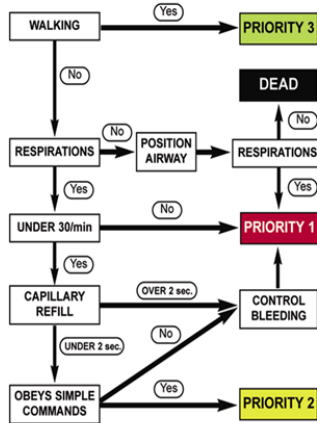 WALKING
Yes
PRIORITY 3
No
DEAD
No
RESPIRATIONS
No
POSITION
AIRWAY
RESPIRATIONS
Yes
Yes
UNDER 30/min
No
PRIORITY 1
Yes
CAPILLARY
REFILL
OVER 2 sec.
CONTROL
BLEEDING
UNDER 2 sec.
No
OBEYS SIMPLE
COMMANDS
Yes
PRIORITY 2